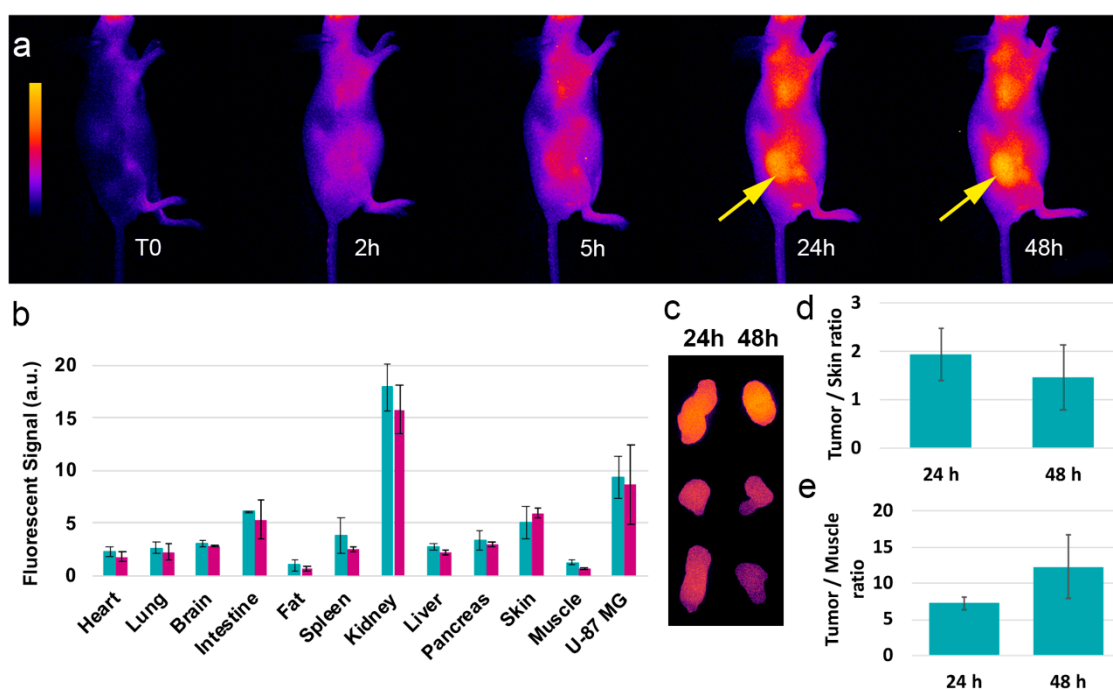 a
T0
2h
5h
24h
48h
b
Fluorescent Signal (a.u.)
20
15
10
5
0
Heart
Lung
Brain
Intestine
Fat
Spleen
Kidney
Liver
Pancreas
Skin
Muscle
U-87 MG
c
24h 48h
d
Tumor / Skin ratio
3
2
1
0
24 h 48 h
e
Tumor / Muscle
ratio
20
15
10
5
0
24 h 48 h